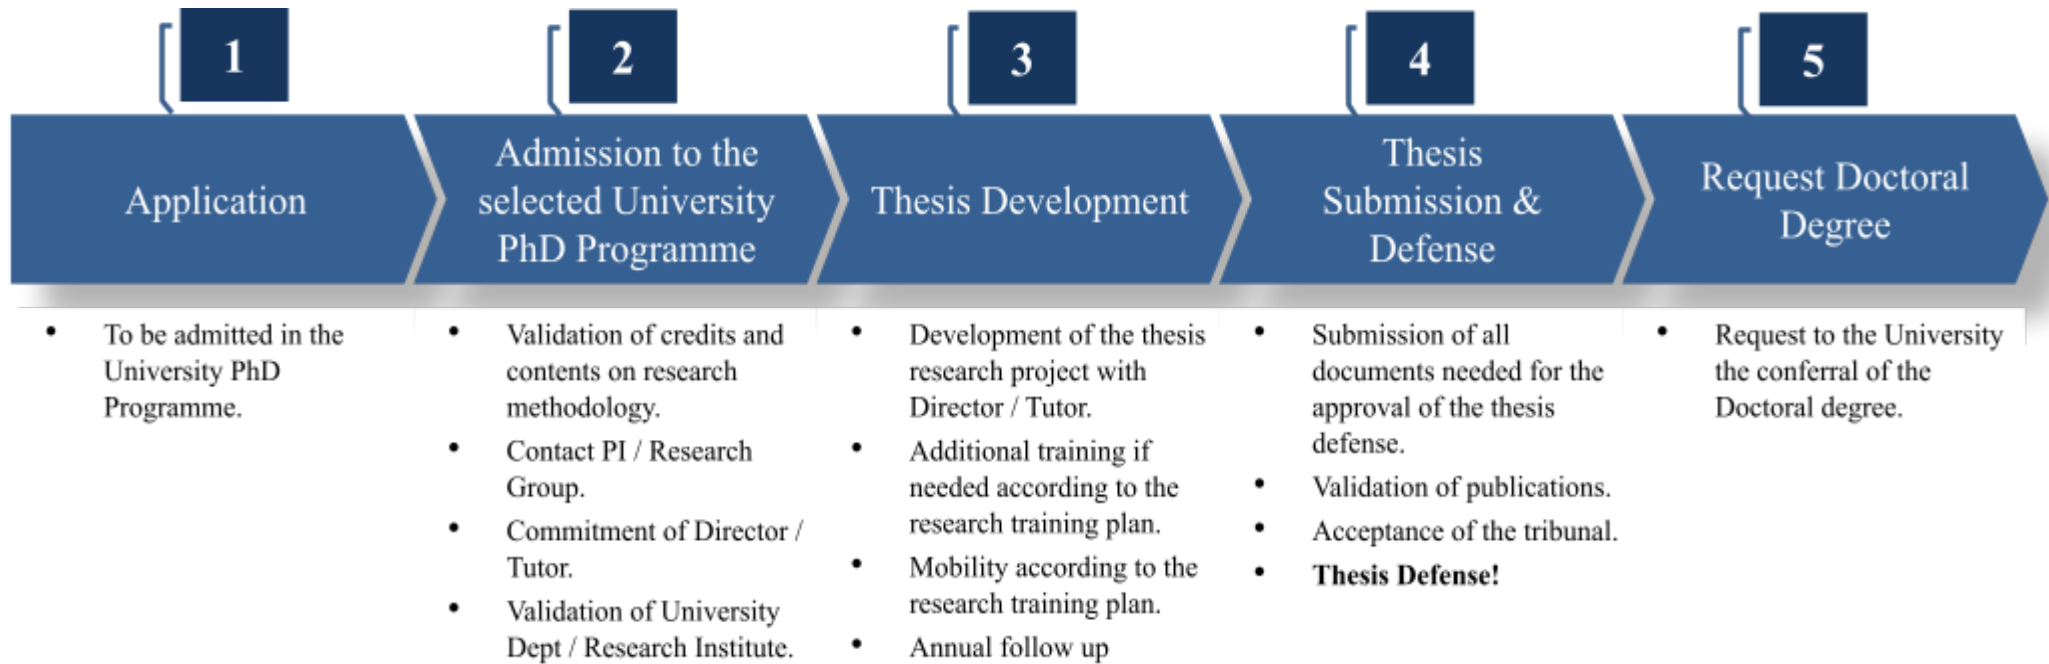 1
Application
• To be admitted in the
University PhD
Programme.
2
Admission to the
selected University
PhD Programme
• Validation of credits and
contents on research
methodology.
• Contact PI / Research
Group.
• Commitment of Director /
Tutor.
• Validation of University
Dept / Research Institute.
3
Thesis Development
• Development of the thesis
research project with
Director / Tutor.
• Additional training if
needed according to the
research training plan.
• Mobility according to the
research training plan.
• Annual follow up
4
Thesis
Submission &
Defense
• Submission of all
documents needed for the
approval of the thesis
defense.
• Validation of publications.
• Acceptance of the tribunal.
• Thesis Defense!
5
Request Doctoral
Degree
• Request to the University
the conferral of the
Doctoral degree.